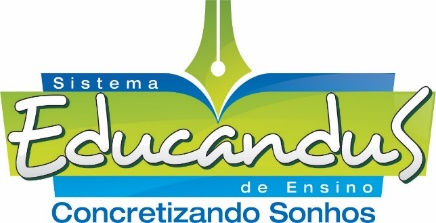 Sistema
EducanduS
de Ensino
Concretizando Sonhos